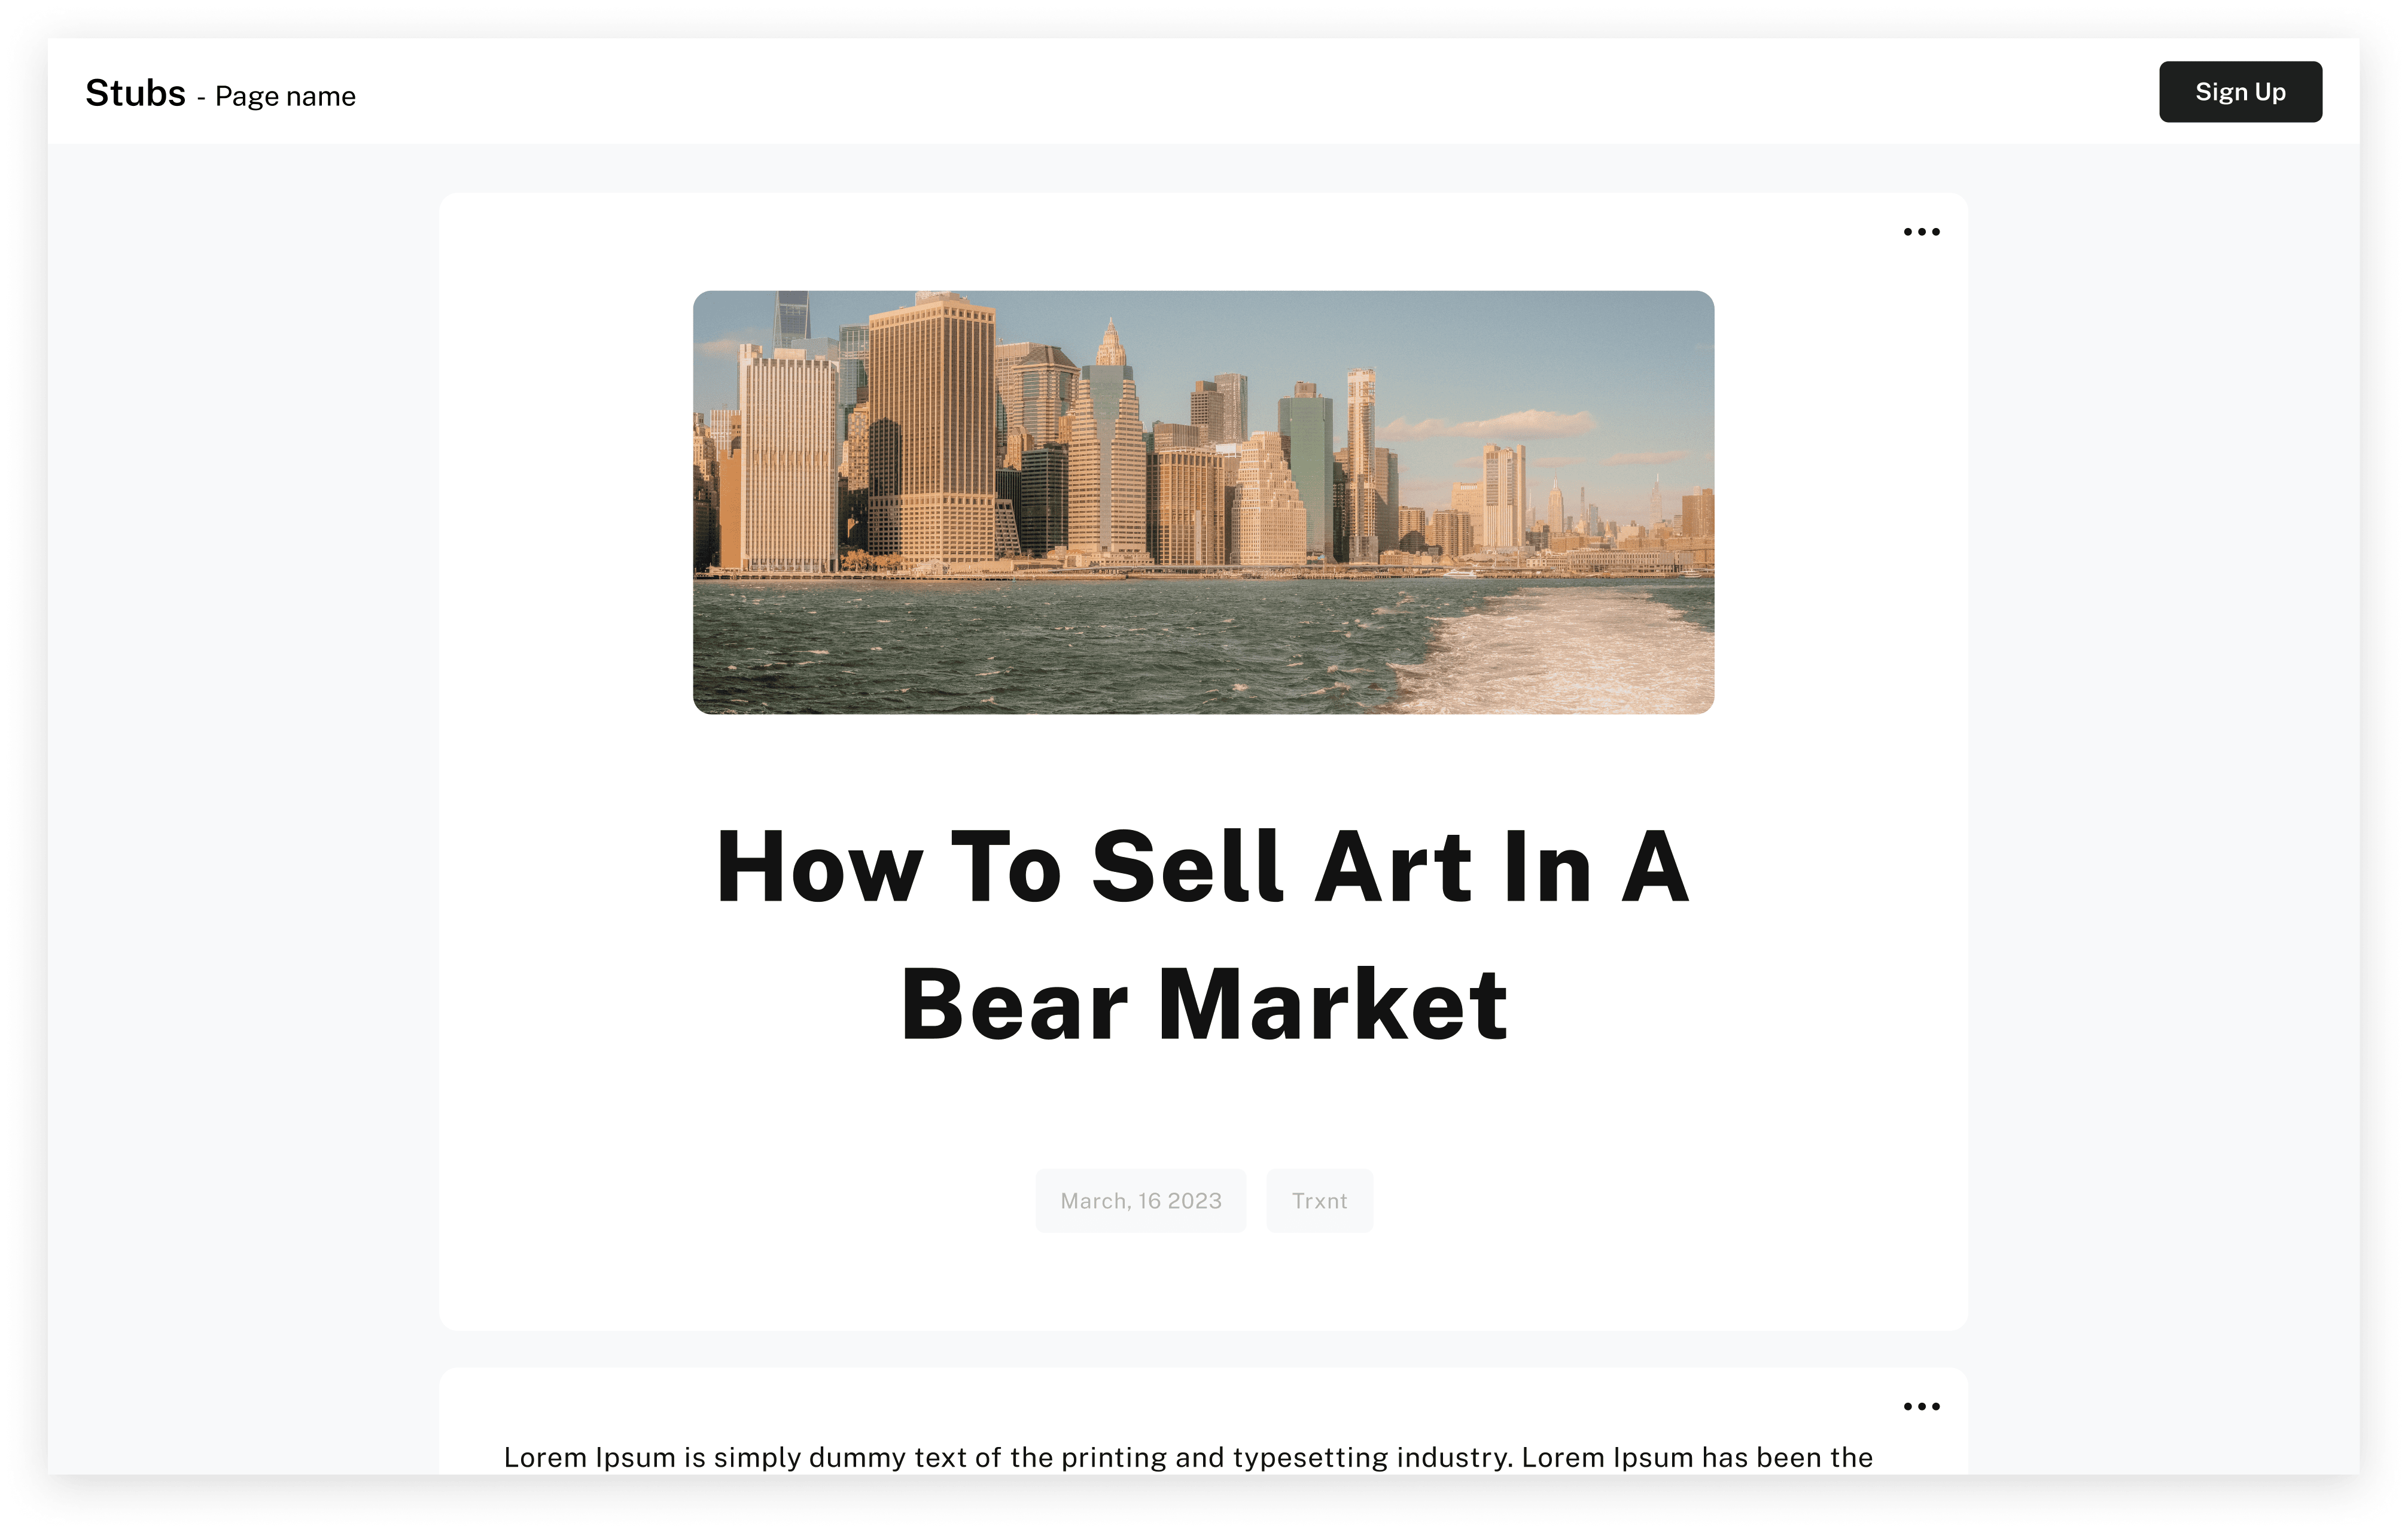 Stubs - Page name
Sign Up
How To Sell Art In A
Bear Market
March, 16 2023
Trxnt
Lorem Ipsum is simply dummy text of the printing and typesetting industry. Lorem Ipsum has been the